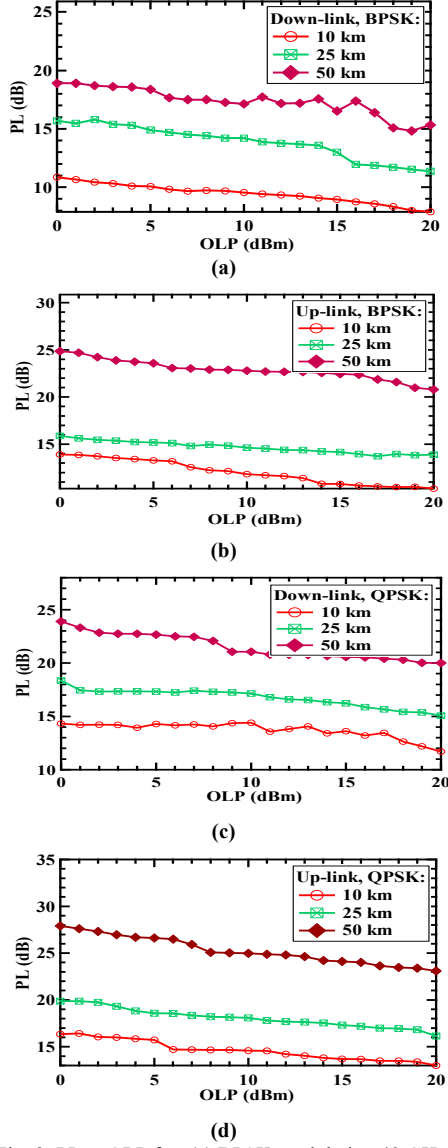 Down-link, BPSK:
10 km
25 km
50 km
PL (dB)
25
20
15
10
0
5
10
15
20
OLP (dBm)
(a)
Up-link, BPSK:
10 km
25 km
50 km
PL (dB)
30
25
20
15
0
5
10
15
20
OLP (dBm)
(b)
Down-link, QPSK:
10 km
25 km
50 km
PL (dB)
25
20
15
10
0
5
10
15
20
OLP (dBm)
(c)
Up-link, QPSK:
10 km
25 km
50 km
PL (dB)
35
30
25
20
15
0
5
10
15
20
OLP (dBm)
(d)